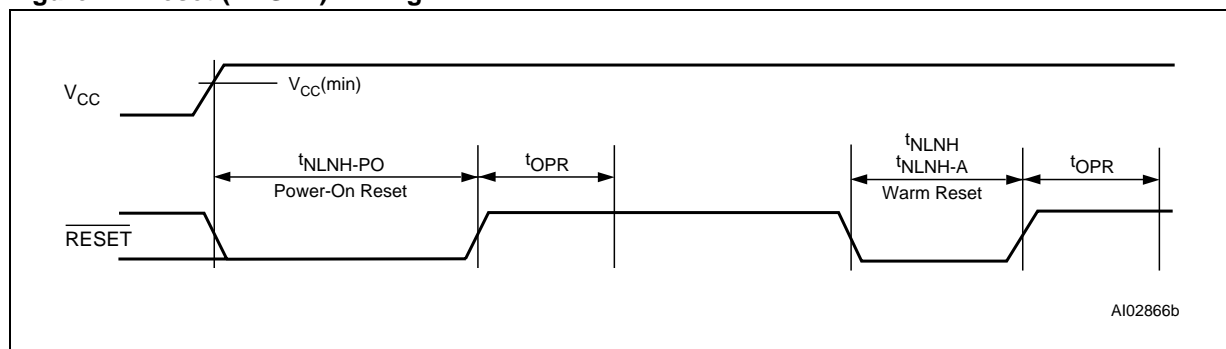 V_CC
V_CC(min)
t_NLNH-PO
Power-On Reset
t_OPR
t_NLNH
t_NLNH-A
Warm Reset
t_OPR
RESET
AI02866b